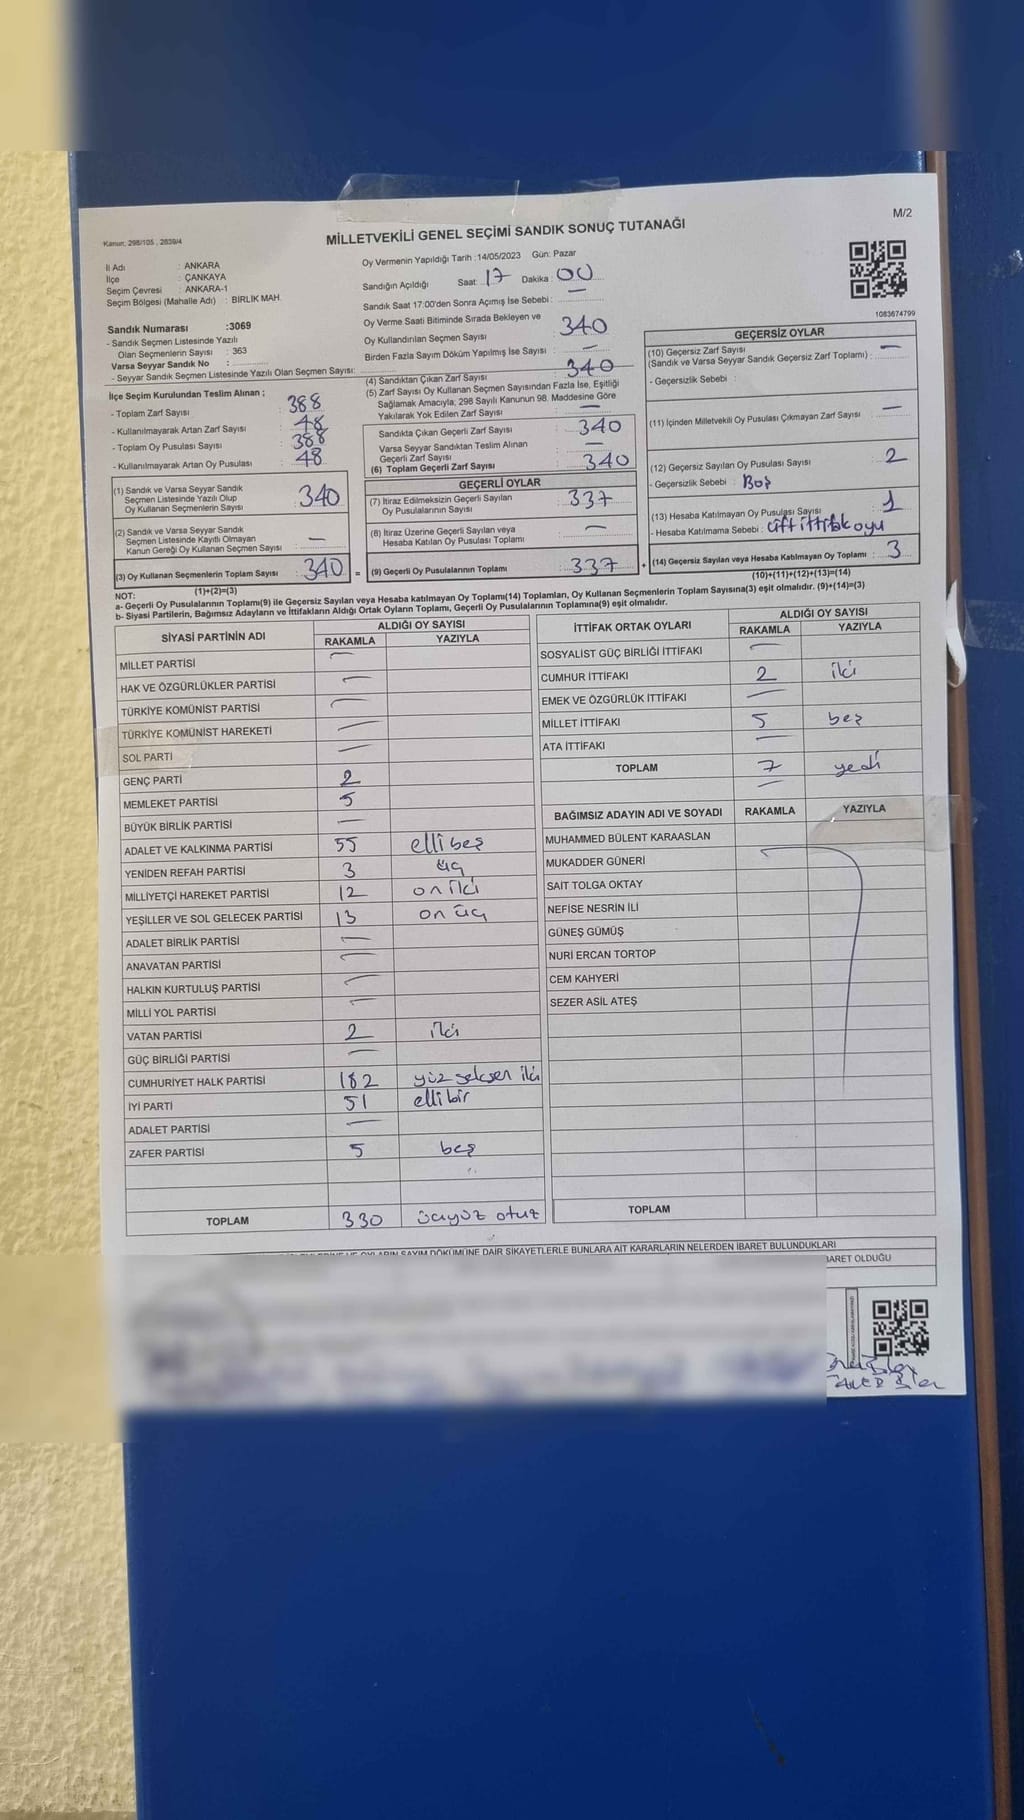 M/2
Kanun; 298/105 , 2839/4
MİLLETVEKİLİ GENEL SEÇİMİ SANDIK SONUÇ TUTANAĞI
İl Adı : ANKARA
İlçe : ÇANKAYA
Seçim Çevresi : ANKARA-1
Seçim Bölgesi (Mahalle Adı) : BİRLİK MAH.
Sandık Numarası :3069
- Sandık Seçmen Listesinde Yazılı
Olan Seçmenlerin Sayısı : 363
Varsa Seyyar Sandık No :
- Seyyar Sandık Seçmen Listesinde Yazılı Olan Seçmen Sayısı:
Oy Vermenin Yapıldığı Tarih :14/05/2023 Gün: Pazar
Sandığın Açıldığı Saat: 17 Dakika: 00
Sandık Saat 17:00'den Sonra Açımış İse Sebebi : —
Oy Verme Saati Bitiminde Sırada Bekleyen ve
Oy Kullandırılan Seçmen Sayısı : 340
Birden Fazla Sayım Döküm Yapılmış İse Sayısı : —
1083674799
İlçe Seçim Kurulundan Teslim Alınan ;
- Toplam Zarf Sayısı : 388
- Kullanılmayarak Artan Zarf Sayısı : 48
- Toplam Oy Pusulası Sayısı : 388
- Kullanılmayarak Artan Oy Pusulası : 48
(4) Sandıktan Çıkan Zarf Sayısı : 340
(5) Zarf Sayısı Oy Kullanan Seçmen Sayısından Fazla İse, Eşitliği
Sağlamak Amacıyla, 298 Sayılı Kanunun 98. Maddesine Göre
Yakılarak Yok Edilen Zarf Sayısı : —
Sandıkta Çıkan Geçerli Zarf Sayısı : 340
Varsa Seyyar Sandıktan Teslim Alınan
Geçerli Zarf Sayısı : —
(6) Toplam Geçerli Zarf Sayısı : 340
GEÇERSİZ OYLAR
(10) Geçersiz Zarf Sayısı
(Sandık ve Varsa Seyyar Sandık Geçersiz Zarf Toplamı) : —
- Geçersizlik Sebebi :
(11) İçinden Milletvekili Oy Pusulası Çıkmayan Zarf Sayısı : —
(12) Geçersiz Sayılan Oy Pusulası Sayısı : 2
- Geçersizlik Sebebi : Boş
(13) Hesaba Katılmayan Oy Pusulası Sayısı : 1
- Hesaba Katılmama Sebebi : Çift ittifak oyu
(14) Geçersiz Sayılan veya Hesaba Katılmayan Oy Toplamı : 3
(10)+(11)+(12)+(13)=(14)
(1) Sandık ve Varsa Seyyar Sandık
Seçmen Listesinde Yazılı Olup
Oy Kullanan Seçmenlerin Sayısı : 340
(2) Sandık ve Varsa Seyyar Sandık
Seçmen Listesinde Kayıtlı Olmayan
Kanun Gereği Oy Kullanan Seçmen Sayısı : —
(3) Oy Kullanan Seçmenlerin Toplam Sayısı : 340 =
(1)+(2)=(3)
GEÇERLİ OYLAR
(7) İtiraz Edilmeksizin Geçerli Sayılan
Oy Pusulalarının Sayısı : 337
(8) İtiraz Üzerine Geçerli Sayılan veya
Hesaba Katılan Oy Pusulası Toplamı : —
(9) Geçerli Oy Pusulalarının Toplamı : 337 +
NOT:
a- Geçerli Oy Pusulalarının Toplamı(9) ile Geçersiz Sayılan veya Hesaba katılmayan Oy Toplamı(14) Toplamları, Oy Kullanan Seçmenlerin Toplam Sayısına(3) eşit olmalıdır. (9)+(14)=(3)
b- Siyasi Partilerin, Bağımsız Adayların ve İttifakların Aldığı Ortak Oyların Toplamı, Geçerli Oy Pusulalarının Toplamına(9) eşit olmalıdır.
SİYASİ PARTİNİN ADI ALDIĞI OY SAYISI
RAKAMLA YAZIYLA
MİLLET PARTİSİ —
HAK VE ÖZGÜRLÜKLER PARTİSİ —
TÜRKİYE KOMÜNİST PARTİSİ —
TÜRKİYE KOMÜNİST HAREKETİ —
SOL PARTİ —
GENÇ PARTİ 2
MEMLEKET PARTİSİ 5
BÜYÜK BİRLİK PARTİSİ —
ADALET VE KALKINMA PARTİSİ 55 elli beş
YENİDEN REFAH PARTİSİ 3 üç
MİLLİYETÇİ HAREKET PARTİSİ 12 on iki
YEŞİLLER VE SOL GELECEK PARTİSİ 13 on üç
ADALET BİRLİK PARTİSİ —
ANAVATAN PARTİSİ —
HALKIN KURTULUŞ PARTİSİ —
MİLLİ YOL PARTİSİ —
VATAN PARTİSİ 2 iki
GÜÇ BİRLİĞİ PARTİSİ —
CUMHURİYET HALK PARTİSİ 182 yüz seksen iki
İYİ PARTİ 51 elli bir
ADALET PARTİSİ —
ZAFER PARTİSİ 5 beş
TOPLAM 330 üçyüz otuz
İTTİFAK ORTAK OYLARI ALDIĞI OY SAYISI
RAKAMLA YAZIYLA
SOSYALİST GÜÇ BİRLİĞİ İTTİFAKI —
CUMHUR İTTİFAKI 2 iki
EMEK VE ÖZGÜRLÜK İTTİFAKI —
MİLLET İTTİFAKI 5 beş
ATA İTTİFAKI —
TOPLAM 7 yedi
BAĞIMSIZ ADAYIN ADI VE SOYADI RAKAMLA YAZIYLA
MUHAMMED BÜLENT KARAASLAN
MUKADDER GÜNERİ
SAİT TOLGA OKTAY
NEFİSE NESRİN İLİ
GÜNEŞ GÜMÜŞ
NURİ ERCAN TORTOP
CEM KAHYERİ
SEZER ASİL ATEŞ
TOPLAM
SAYIM DÖKÜMÜNE DAİR ŞİKAYETLERLE BUNLARA AİT KARARLARIN NELERDEN İBARET BULUNDUKLARI
BARET OLDUĞU